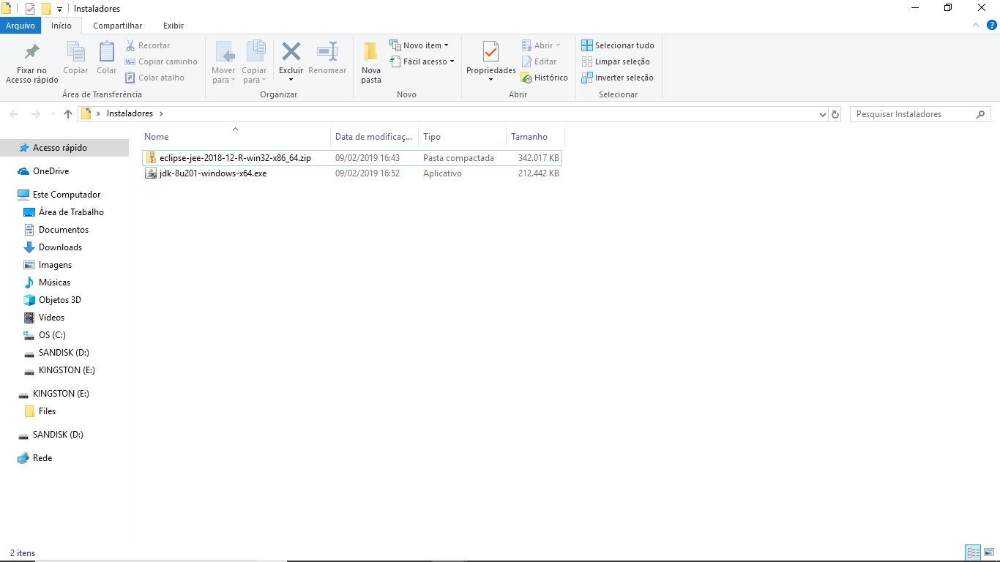 Instaladores
Arquivo Início Compartilhar Exibir
Fixar no
Acesso rápido
Copiar
Colar
Recortar
Copiar caminho
Colar atalho
Área de Transferência
Mover
para
Copiar
para
Excluir
Renomear
Organizar
Nova
pasta
Novo item
Fácil acesso
Novo
Propriedades
Abrir
Editar
Histórico
Abrir
Selecionar tudo
Limpar seleção
Inverter seleção
Selecionar
Instaladores
Pesquisar Instaladores
Nome Data de modificaç... Tipo Tamanho
eclipse-jee-2018-12-R-win32-x86_64.zip 09/02/2019 16:43 Pasta compactada 342.017 KB
jdk-8u201-windows-x64.exe 09/02/2019 16:52 Aplicativo 212.442 KB
Acesso rápido
OneDrive
Este Computador
Área de Trabalho
Documentos
Downloads
Imagens
Músicas
Objetos 3D
Vídeos
OS (C:)
SANDISK (D:)
KINGSTON (E:)
KINGSTON (E:)
Files
SANDISK (D:)
Rede
2 itens